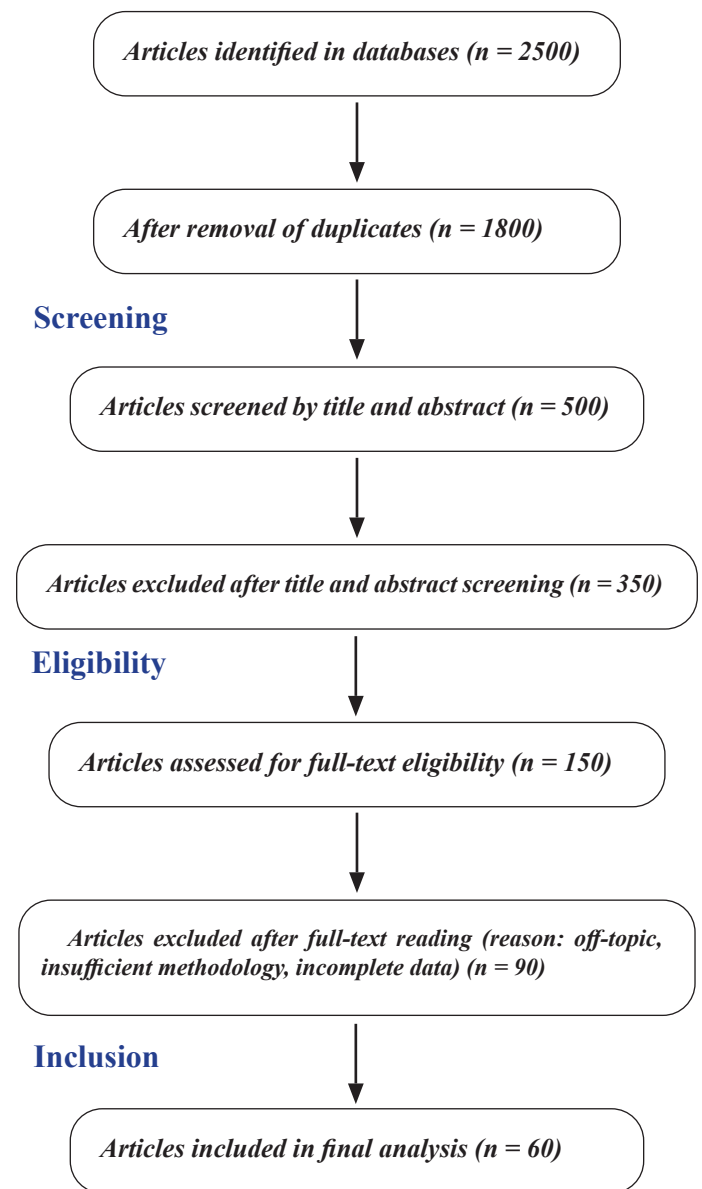 Articles identified in databases (n = 2500)
After removal of duplicates (n = 1800)
Screening
Articles screened by title and abstract (n = 500)
Articles excluded after title and abstract screening (n = 350)
Eligibility
Articles assessed for full-text eligibility (n = 150)
Articles excluded after full-text reading (reason: off-topic,
insufficient methodology, incomplete data) (n = 90)
Inclusion
Articles included in final analysis (n = 60)